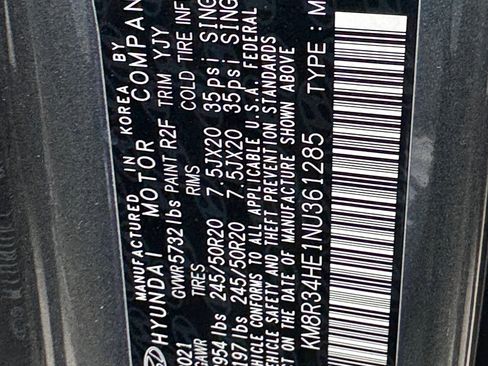 MANUFACTURED IN KOREA BY
HYUNDAI MOTOR COMPAN
GVWR 5732 lbs PAINT R2F TRIM YJY
021
GAWR TIRES RIMS COLD TIRE INF
954 lbs 245/50R20 7.5JX20 35psi SING
197 lbs 245/50R20 7.5JX20 35psi SING
VEHICLE CONFORMS TO ALL APPLICABLE U.S.A. FEDERAL
VEHICLE SAFETY AND THEFT PREVENTION STANDARDS
DATE OF MANUFACTURE SHOWN ABOVE
KM8R34HE1NU361285 TYPE : M